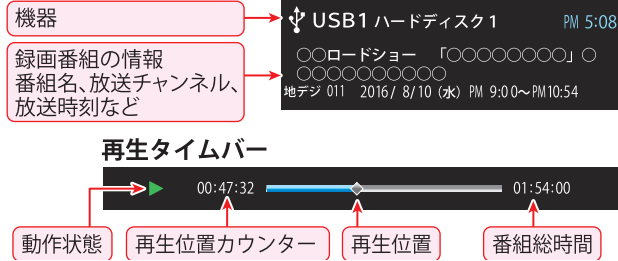 機器
USB1 ハードディスク1 PM 5:08
録画番組の情報
番組名、放送チャンネル、
放送時刻など
○○ロードショー 「○○○○○○○○」○
○○○○○○○○○○
地デジ 011 2016/ 8/10 (水) PM 9:00〜PM10:54
再生タイムバー
00:47:32 01:54:00
動作状態 再生位置カウンター 再生位置 番組総時間